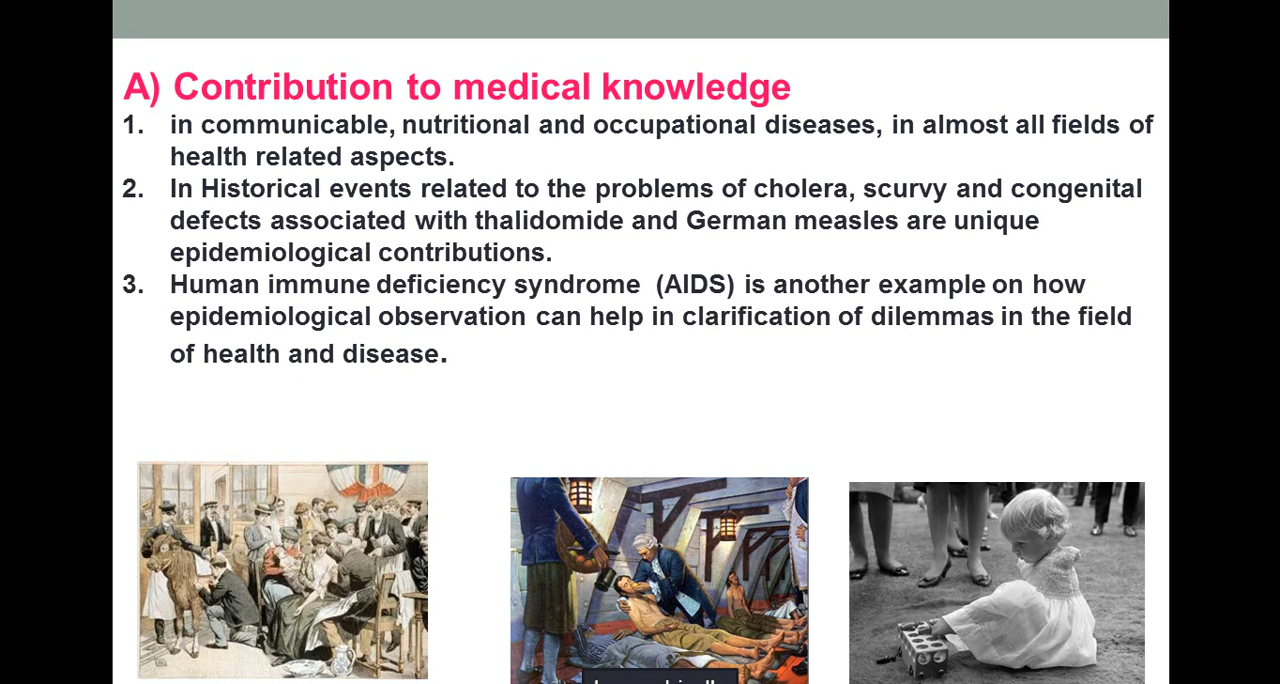 A) Contribution to medical knowledge
1. in communicable, nutritional and occupational diseases, in almost all fields of
health related aspects.
2. In Historical events related to the problems of cholera, scurvy and congenital
defects associated with thalidomide and German measles are unique
epidemiological contributions.
3. Human immune deficiency syndrome (AIDS) is another example on how
epidemiological observation can help in clarification of dilemmas in the field
of health and disease.